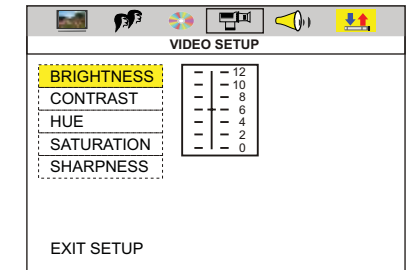 VIDEO SETUP
BRIGHTNESS
CONTRAST
HUE
SATURATION
SHARPNESS
12
10
8
6
4
2
0
EXIT SETUP